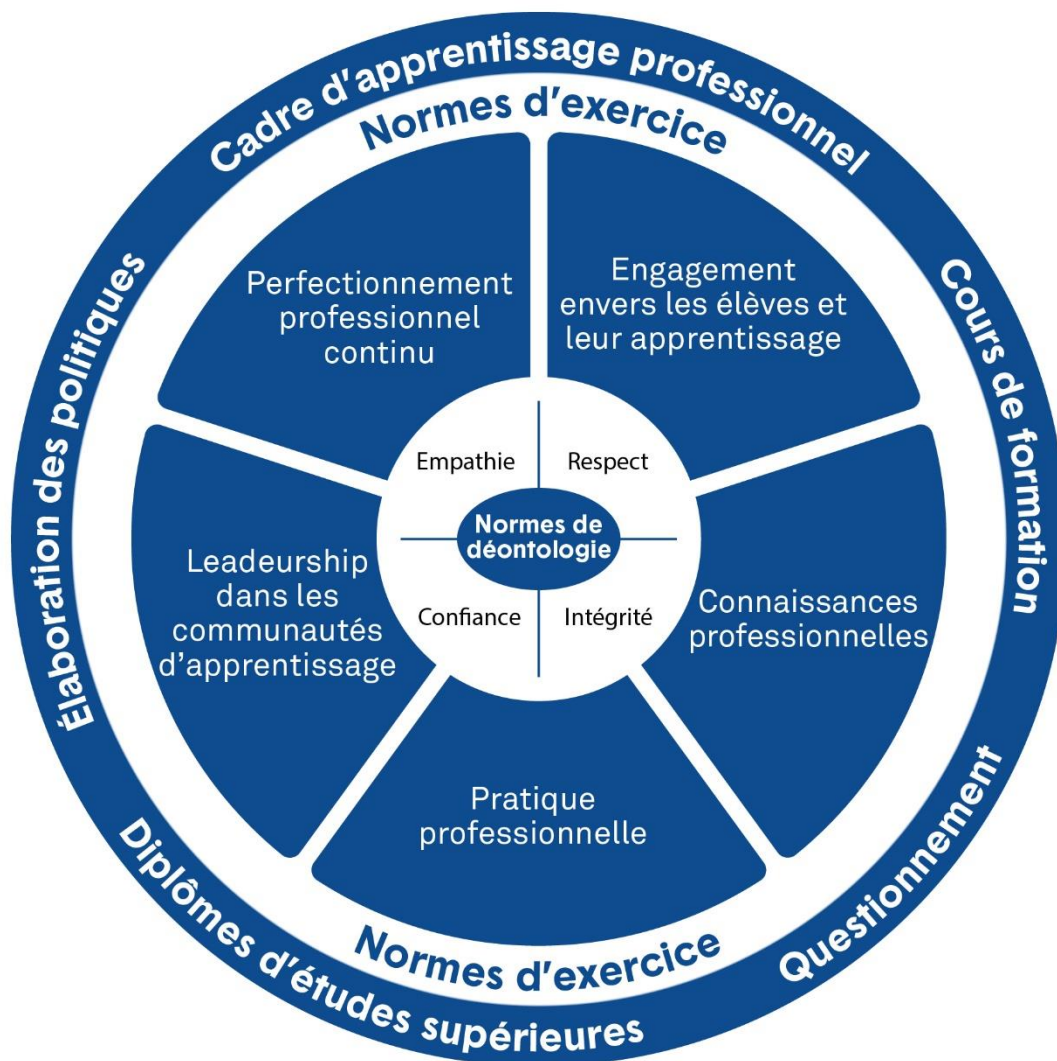 Cadre d'apprentissage professionnel
Normes d'exercice
Cours de formation
Questionnement
Diplômes d'études supérieures
Élaboration des politiques
Perfectionnement
professionnel
continu
Engagement
envers les élèves et
leur apprentissage
Connaissances
professionnelles
Pratique
professionnelle
Leadeurship
dans les
communautés
d'apprentissage
Empathie
Respect
Normes de
déontologie
Confiance
Intégrité
Normes d'exercice